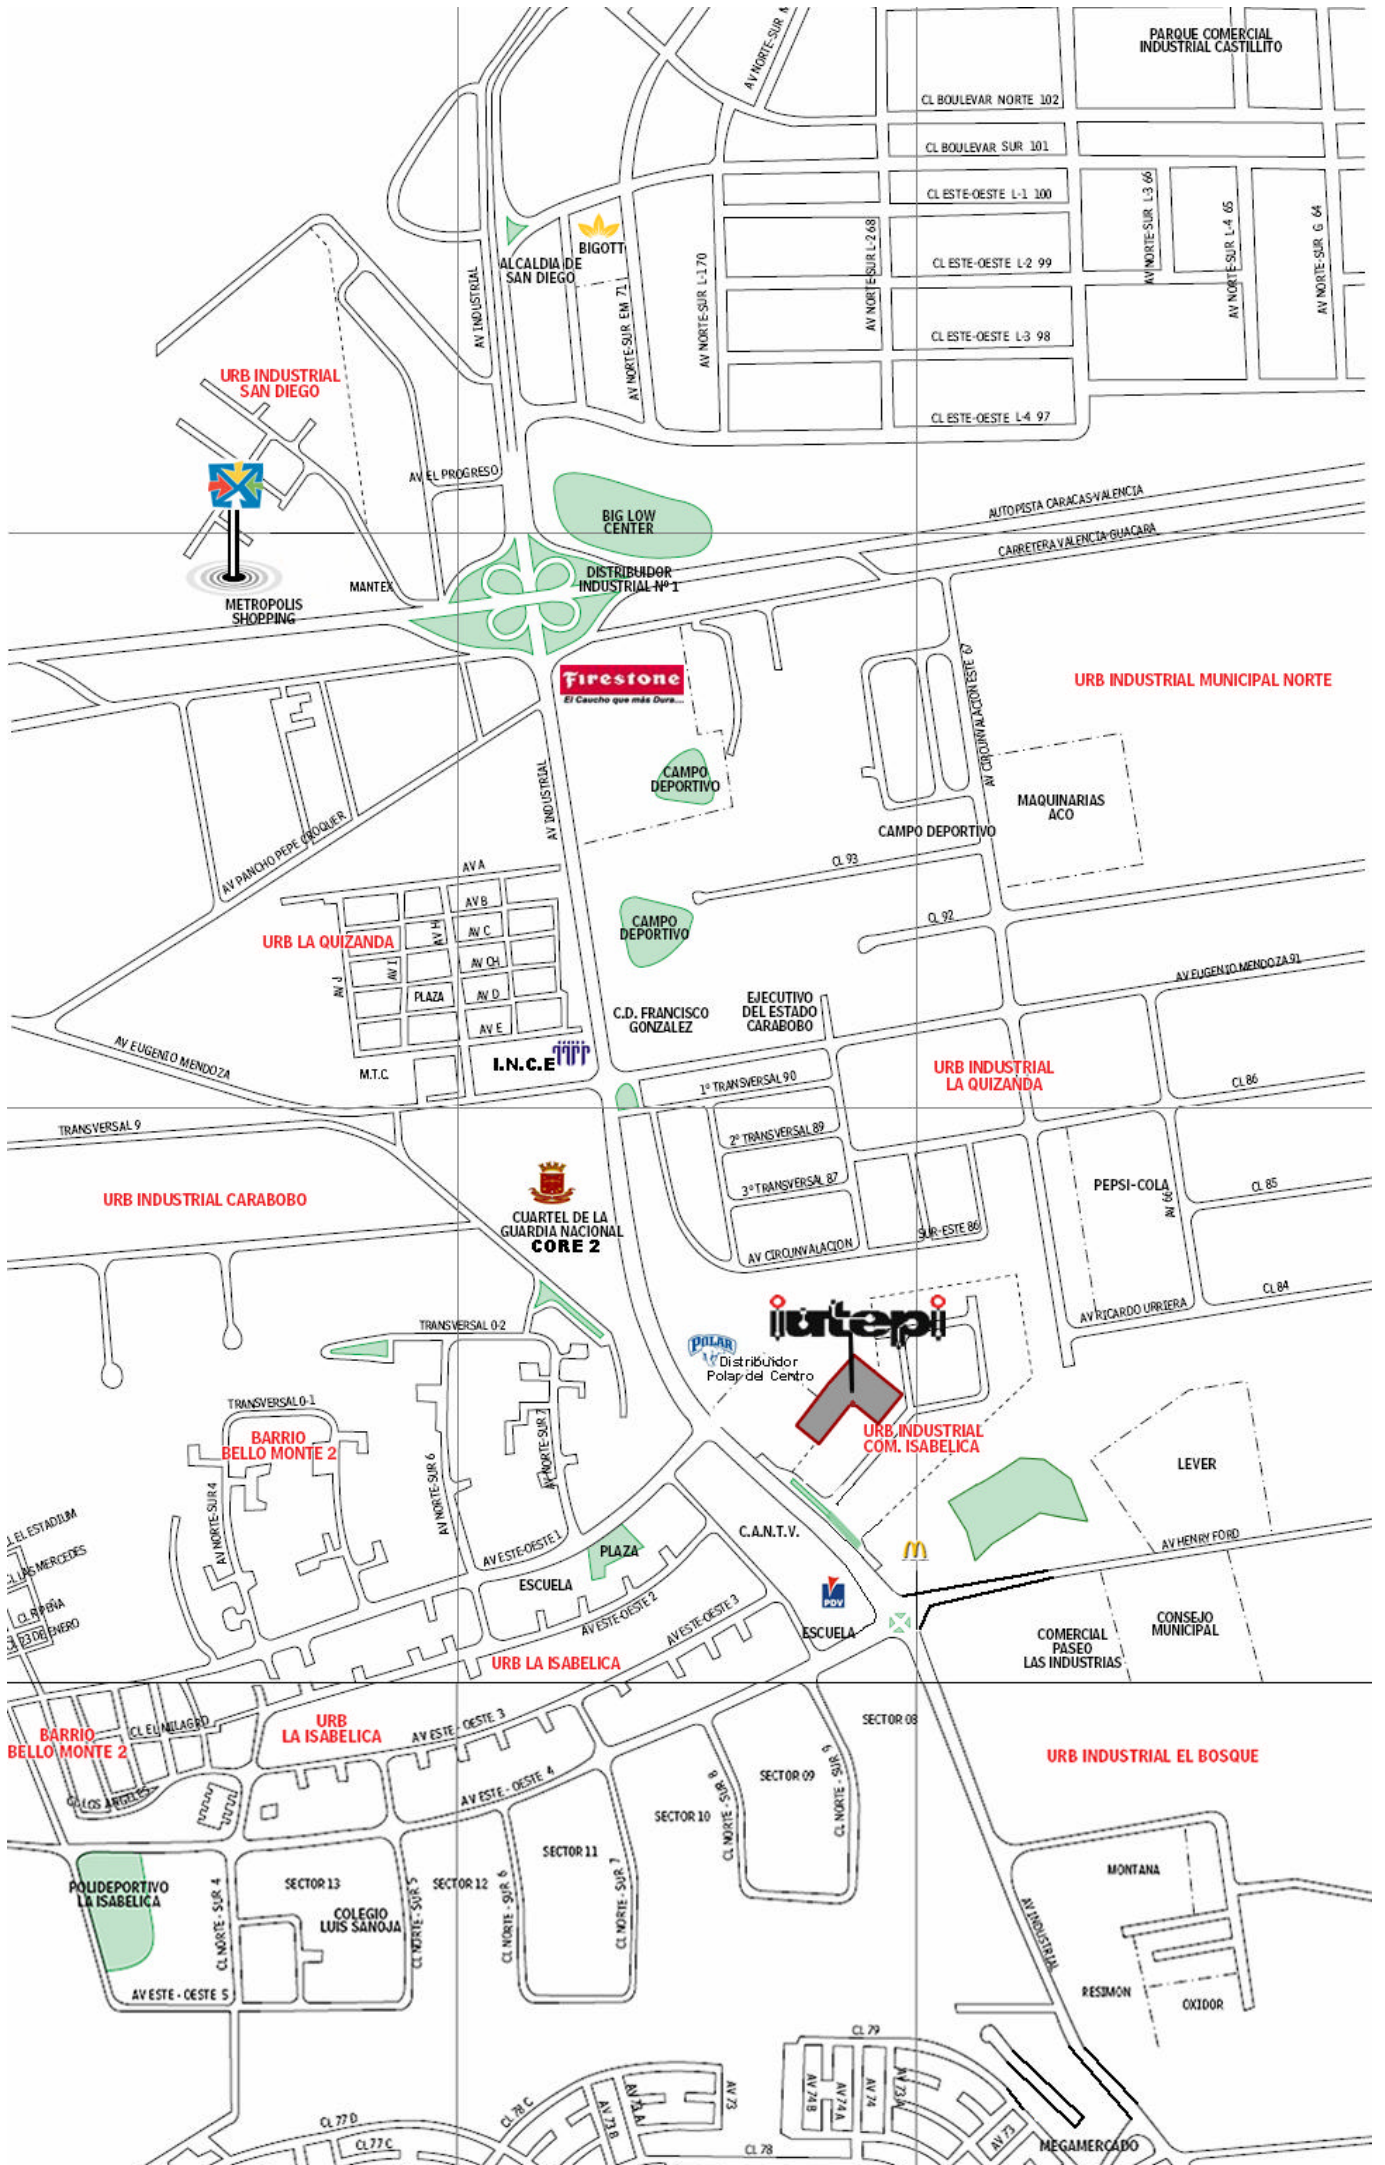 PARQUE COMERCIAL
INDUSTRIAL CASTILLITO
AV NORTE-SUR
CL BOULEVAR NORTE 102
CL BOULEVAR SUR 101
CL ESTE-OESTE L-1 100
AV NORTE-SUR L-3 66
AV NORTE-SUR L-4 65
AV NORTE-SUR G 64
BIGOTT
AV NORTE-SUR L-2 68
CL ESTE-OESTE L-2 99
ALCALDIA DE
SAN DIEGO
AV INDUSTRIAL
AV NORTE-SUR EM 71
AV NORTE-SUR L-1 70
CL ESTE-OESTE L-3 98
URB INDUSTRIAL
SAN DIEGO
CL ESTE-OESTE L-4 97
AV EL PROGRESO
BIG LOW
CENTER
AUTOPISTA CARACAS-VALENCIA
CARRETERA VALENCIA-GUACARA
DISTRIBUIDOR
INDUSTRIAL Nº 1
MANTEX
METROPOLIS
SHOPPING
Firestone
El Caucho que más Dura....
URB INDUSTRIAL MUNICIPAL NORTE
AV CIRCUNVALACION ESTE 67
CAMPO
DEPORTIVO
AV INDUSTRIAL
MAQUINARIAS
ACO
CAMPO DEPORTIVO
AV PANCHO PEPE CROQUER
CL 93
AV A
AV B
AV C
AV CH
AV D
AV E
AV H
AV I
AV J
PLAZA
URB LA QUIZANDA
CAMPO
DEPORTIVO
CL 92
AV EUGENIO MENDOZA 91
C.D. FRANCISCO
GONZALEZ
EJECUTIVO
DEL ESTADO
CARABOBO
AV EUGENIO MENDOZA
M.T.C.
I.N.C.E
URB INDUSTRIAL
LA QUIZANDA
1º TRANSVERSAL 90
CL 86
TRANSVERSAL 9
2º TRANSVERSAL 89
3º TRANSVERSAL 87
PEPSI-COLA
AV 66
CL 85
URB INDUSTRIAL CARABOBO
CUARTEL DE LA
GUARDIA NACIONAL
CORE 2
AV CIRCUNVALACION
SUR-ESTE 86
CL 84
AV RICARDO URRIERA
iutepi
TRANSVERSAL 0-2
POLAR
Distribuidor
Polar del Centro
TRANSVERSAL 0-1
BARRIO
BELLO MONTE 2
AV NORTE-SUR 4
AV NORTE-SUR 6
AV NORTE-SUR 7
URB INDUSTRIAL
COM. ISABELICA
LEVER
C.A.N.T.V.
AV HENRY FORD
CL EL ESTADIUM
CL LAS MERCEDES
CL R PEÑA
23 DE ENERO
AV ESTE-OESTE 1
PLAZA
ESCUELA
PDV
AV ESTE-OESTE 2
AV ESTE-OESTE 3
ESCUELA
COMERCIAL
PASEO
LAS INDUSTRIAS
CONSEJO
MUNICIPAL
URB LA ISABELICA
BARRIO
BELLO MONTE 2
CL EL MILAGRO
URB
LA ISABELICA
AV ESTE - OESTE 3
SECTOR 08
URB INDUSTRIAL EL BOSQUE
CL LOS ANGELES
AV ESTE - OESTE 4
SECTOR 09
SECTOR 10
CL NORTE - SUR 8
CL NORTE - SUR 9
SECTOR 11
MONTANA
POLIDEPORTIVO
LA ISABELICA
CL NORTE - SUR 4
SECTOR 13
COLEGIO
LUIS SANOJA
CL NORTE - SUR 5
SECTOR 12
CL NORTE - SUR 6
CL NORTE - SUR 7
AV INDUSTRIAL
AV ESTE - OESTE 5
RESIMON
OXIDOR
CL 79
AV 74 B
AV 74 A
AV 74
AV 73 A
AV 73
CL 78 C
AV 73 B
AV 73 A
AV 73
CL 77 D
CL 77 C
CL 78
MEGAMERCADO